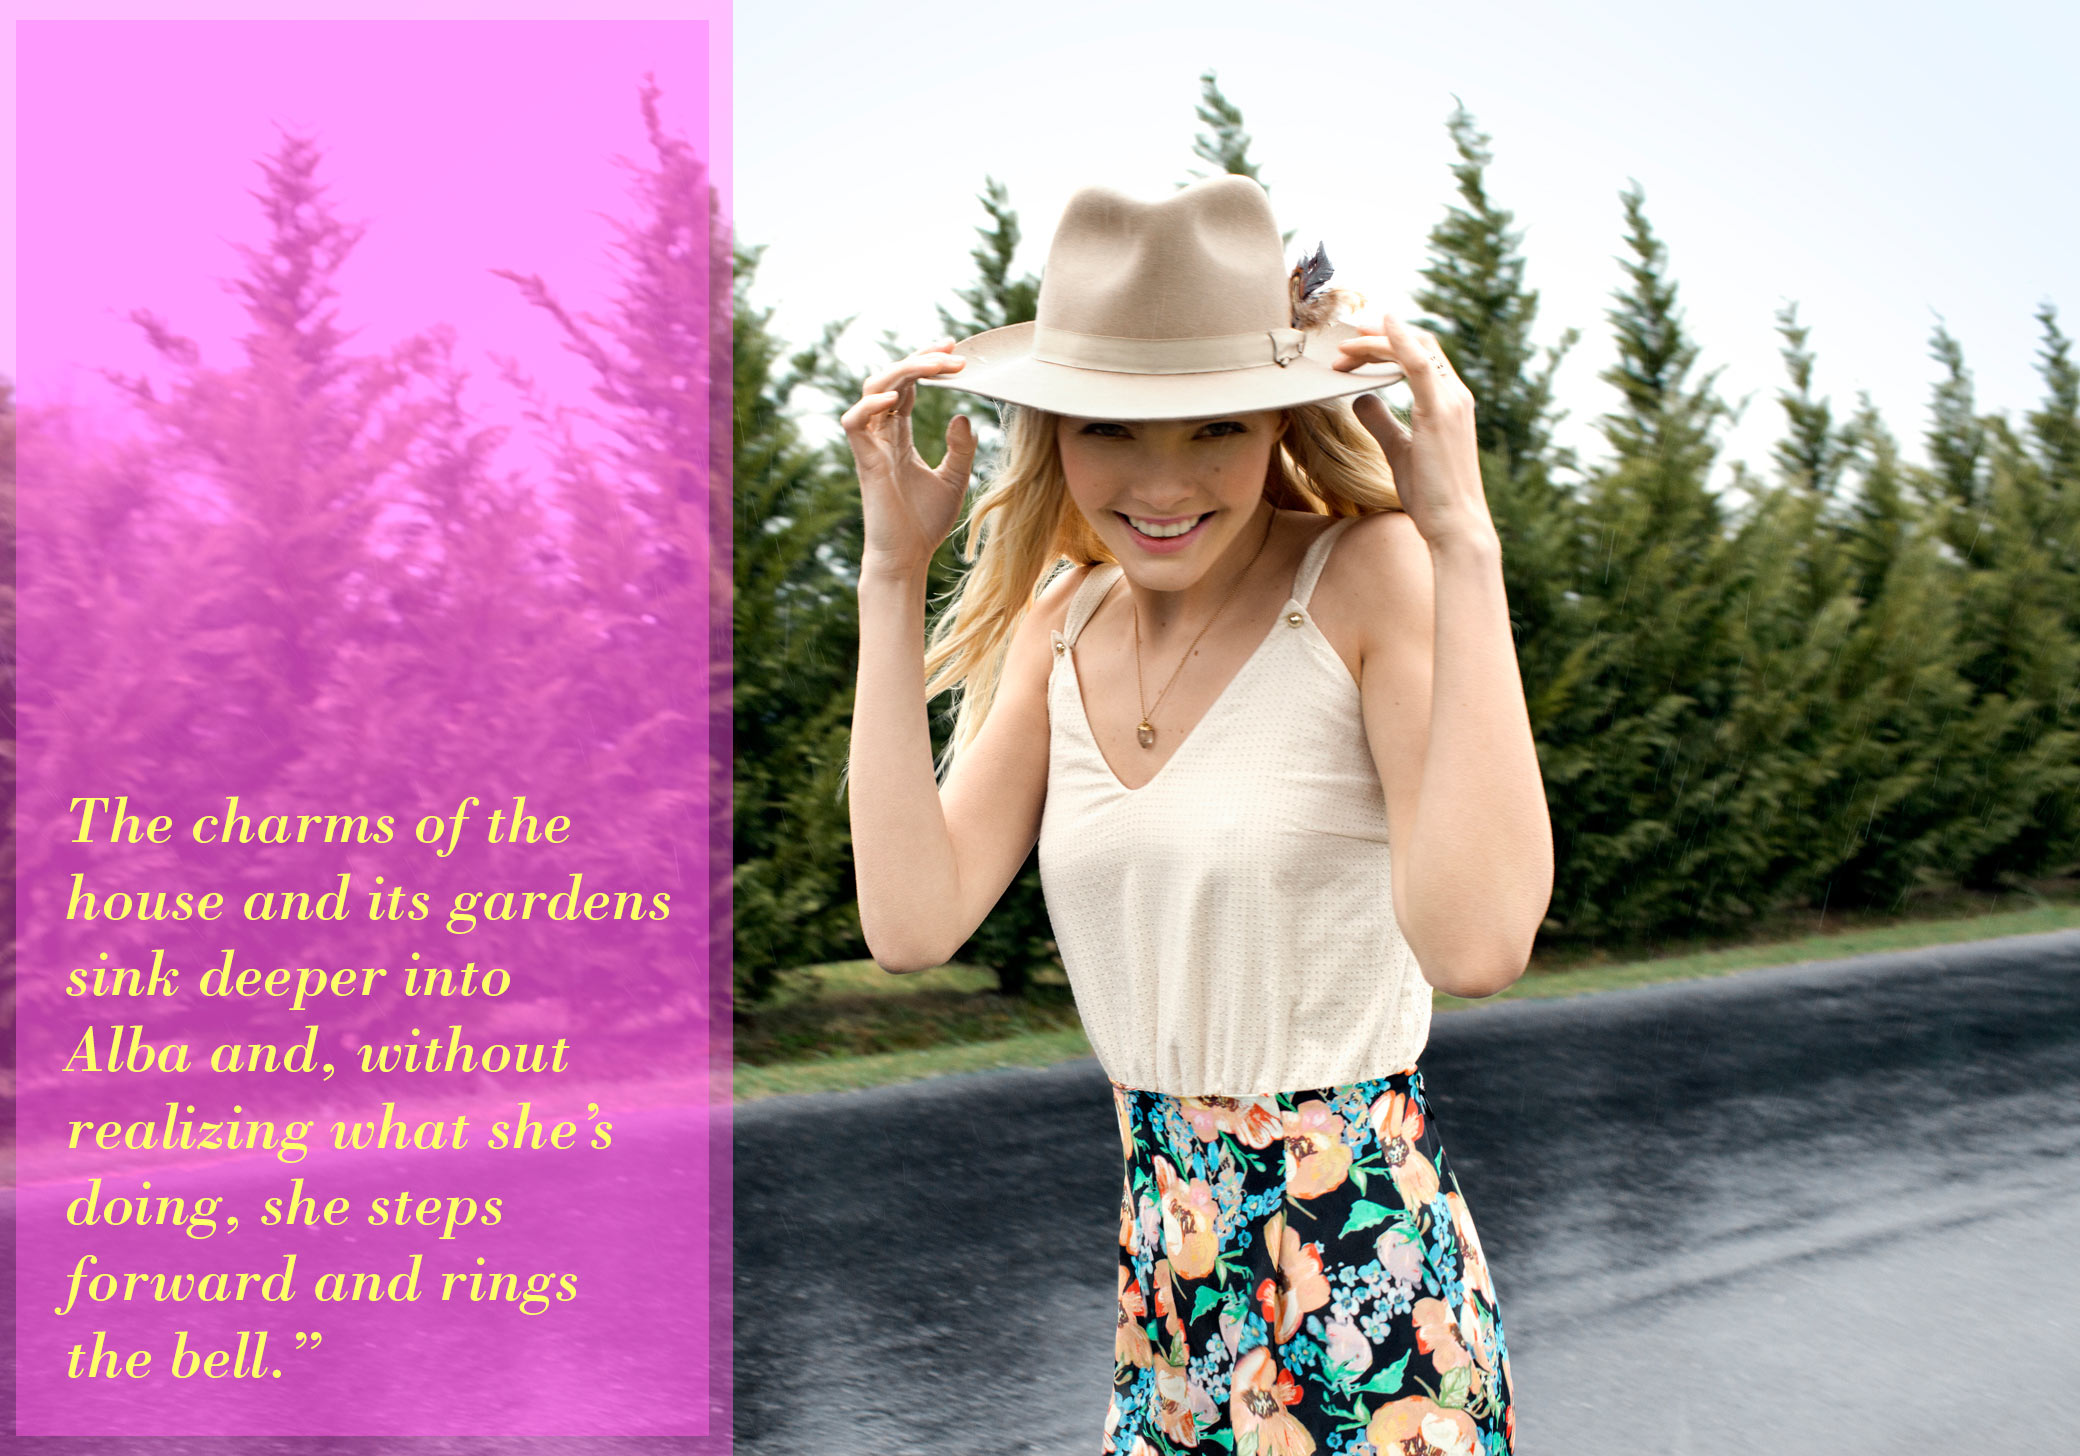 The charms of the
house and its gardens
sink deeper into
Alba and, without
realizing what she’s
doing, she steps
forward and rings
the bell.”